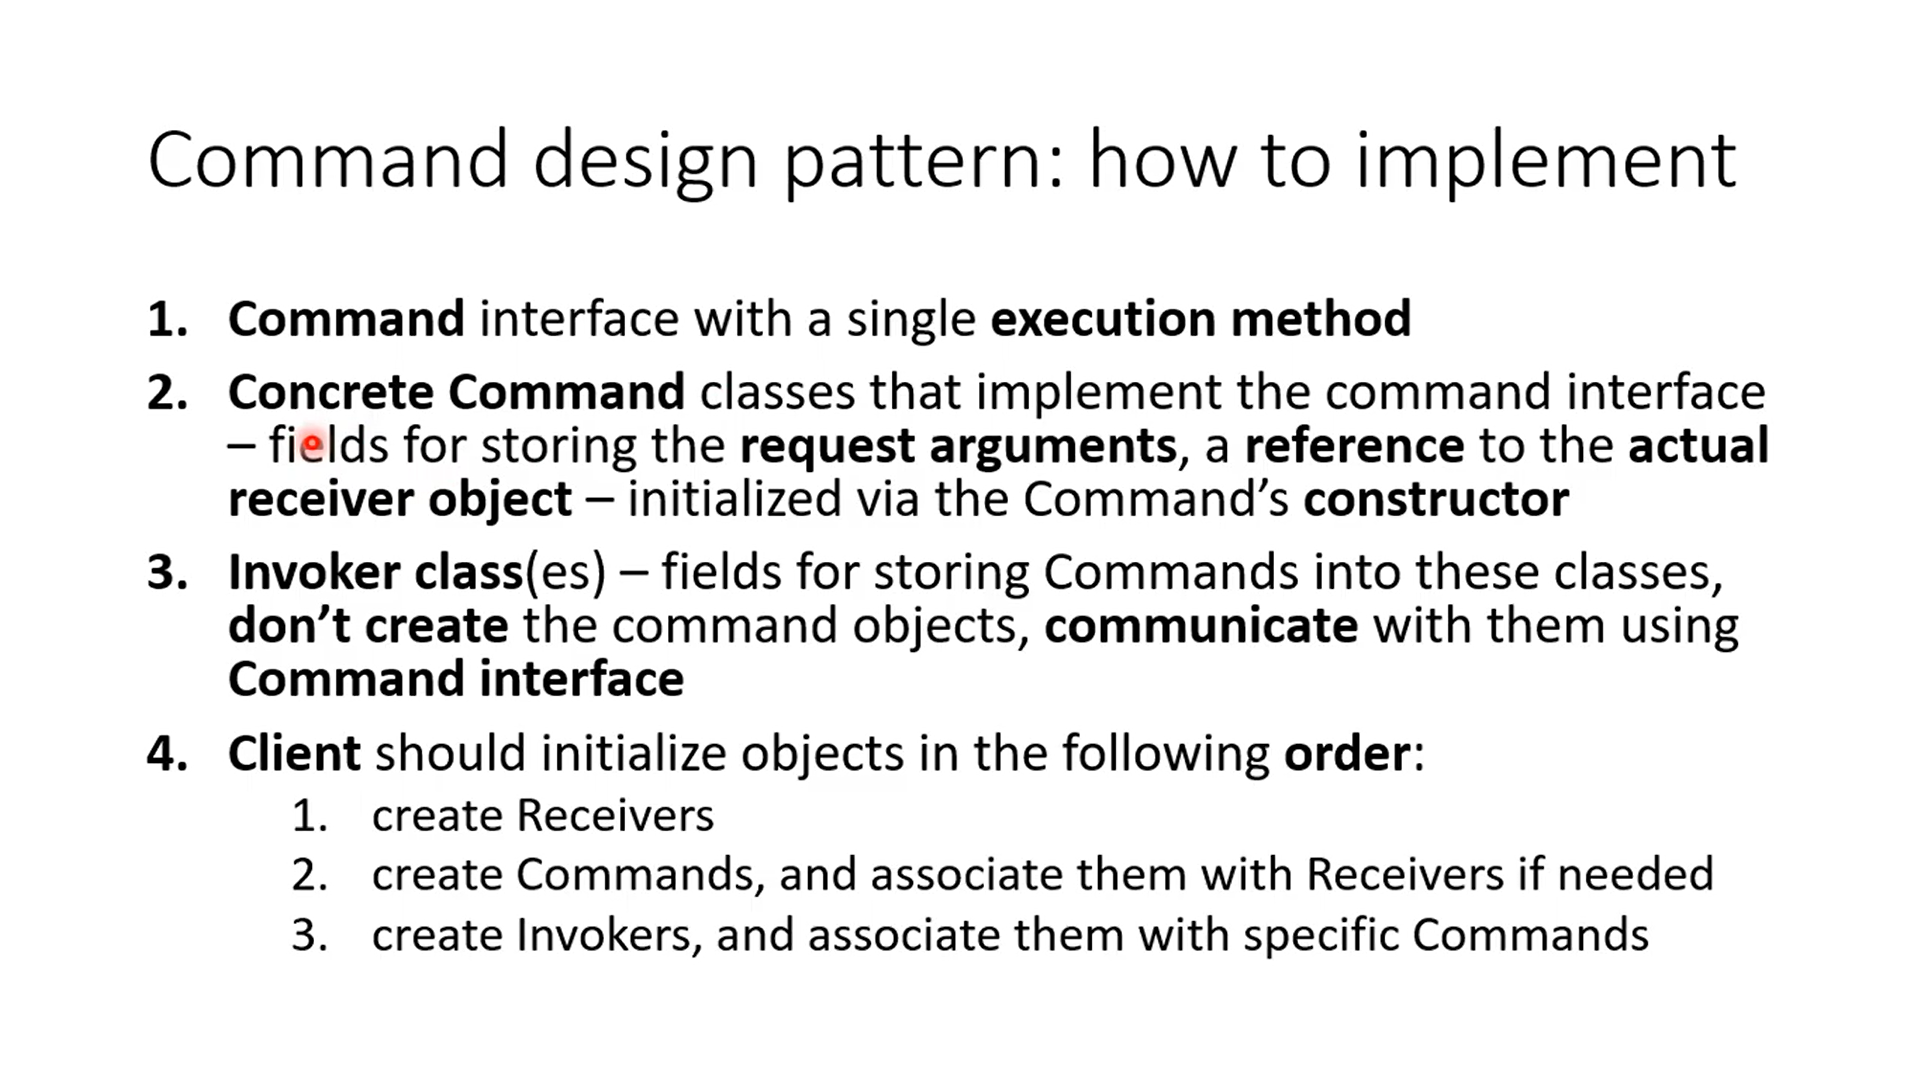 Command design pattern: how to implement
1. Command interface with a single execution method
2. Concrete Command classes that implement the command interface
– fields for storing the request arguments, a reference to the actual
receiver object – initialized via the Command’s constructor
3. Invoker class(es) – fields for storing Commands into these classes,
don’t create the command objects, communicate with them using
Command interface
4. Client should initialize objects in the following order:
1. create Receivers
2. create Commands, and associate them with Receivers if needed
3. create Invokers, and associate them with specific Commands